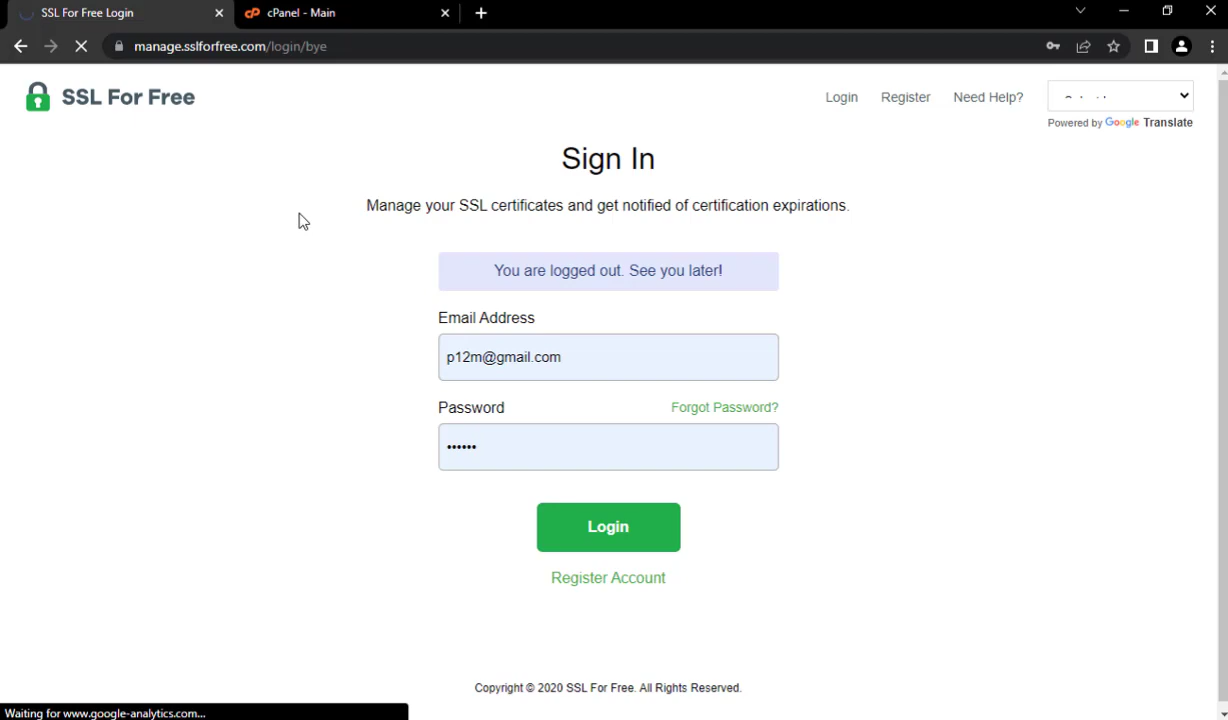 SSL For Free Login
cPanel - Main
manage.sslforfree.com/login/bye
SSL For Free
Login Register Need Help?
Powered by Google Translate
Sign In
Manage your SSL certificates and get notified of certification expirations.
You are logged out. See you later!
Email Address
p12m@gmail.com
Password Forgot Password?
••••••
Login
Register Account
Copyright © 2020 SSL For Free. All Rights Reserved.
Waiting for www.google-analytics.com...